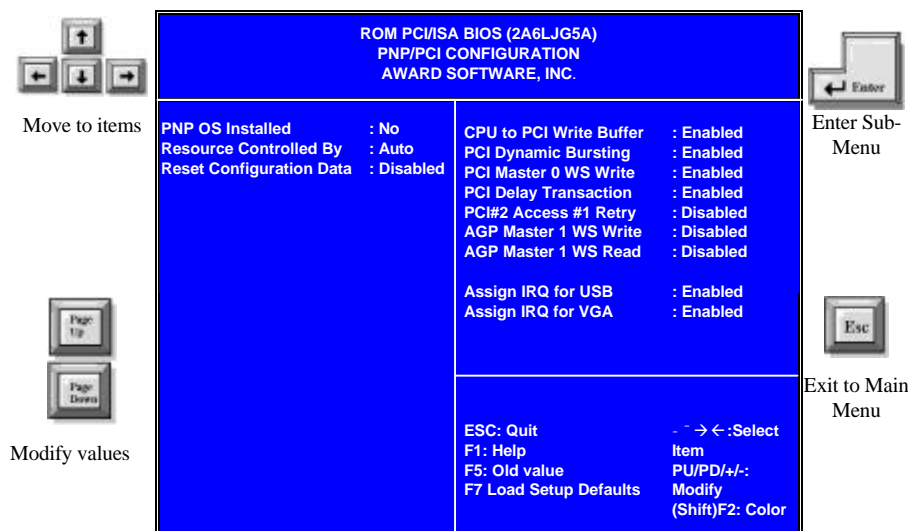 ROM PCI/ISA BIOS (2A6LJG5A)
PNP/PCI CONFIGURATION
AWARD SOFTWARE, INC.
Move to items
Enter
Enter Sub-
Menu
PNP OS Installed : No
Resource Controlled By : Auto
Reset Configuration Data : Disabled
CPU to PCI Write Buffer : Enabled
PCI Dynamic Bursting : Enabled
PCI Master 0 WS Write : Enabled
PCI Delay Transaction : Enabled
PCI#2 Access #1 Retry : Disabled
AGP Master 1 WS Write : Disabled
AGP Master 1 WS Read : Disabled
Assign IRQ for USB : Enabled
Assign IRQ for VGA : Enabled
Page
Up
Page
Down
Modify values
Esc
Exit to Main
Menu
ESC: Quit - ¯ → ← :Select
F1: Help Item
F5: Old value PU/PD/+/-:
F7 Load Setup Defaults Modify
(Shift)F2: Color